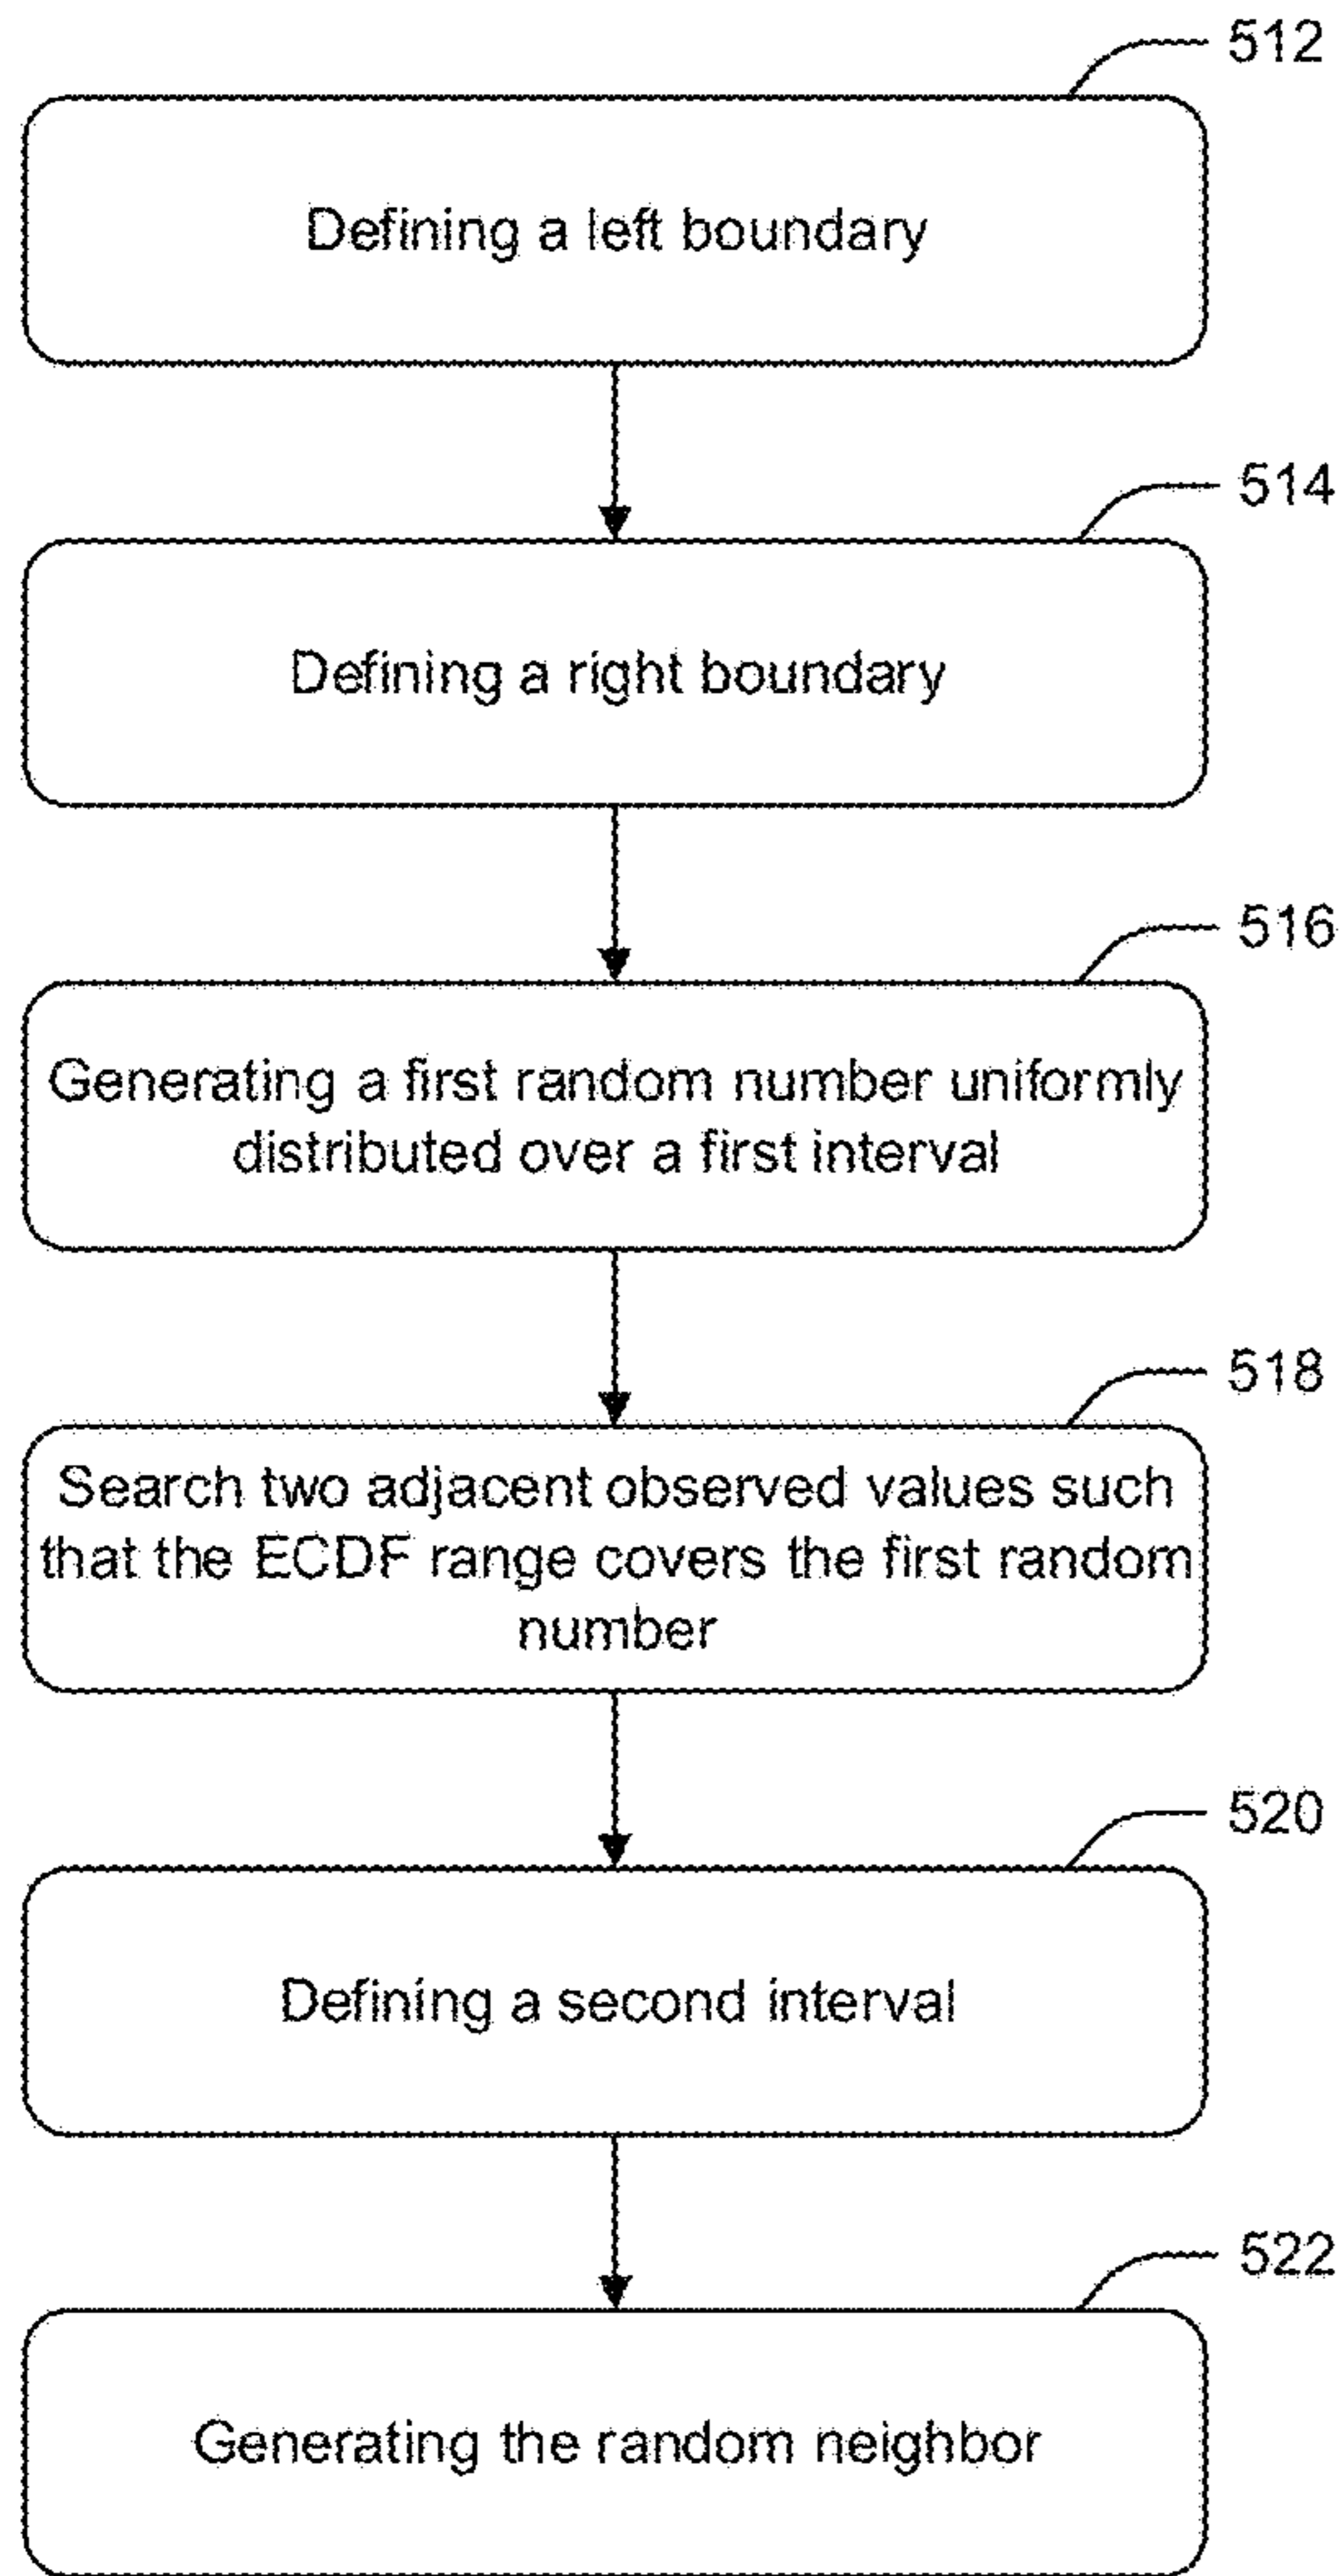 512
Defining a left boundary
514
Defining a right boundary
516
Generating a first random number uniformly
distributed over a first interval
518
Search two adjacent observed values such
that the ECDF range covers the first random
number
520
Defining a second interval
522
Generating the random neighbor